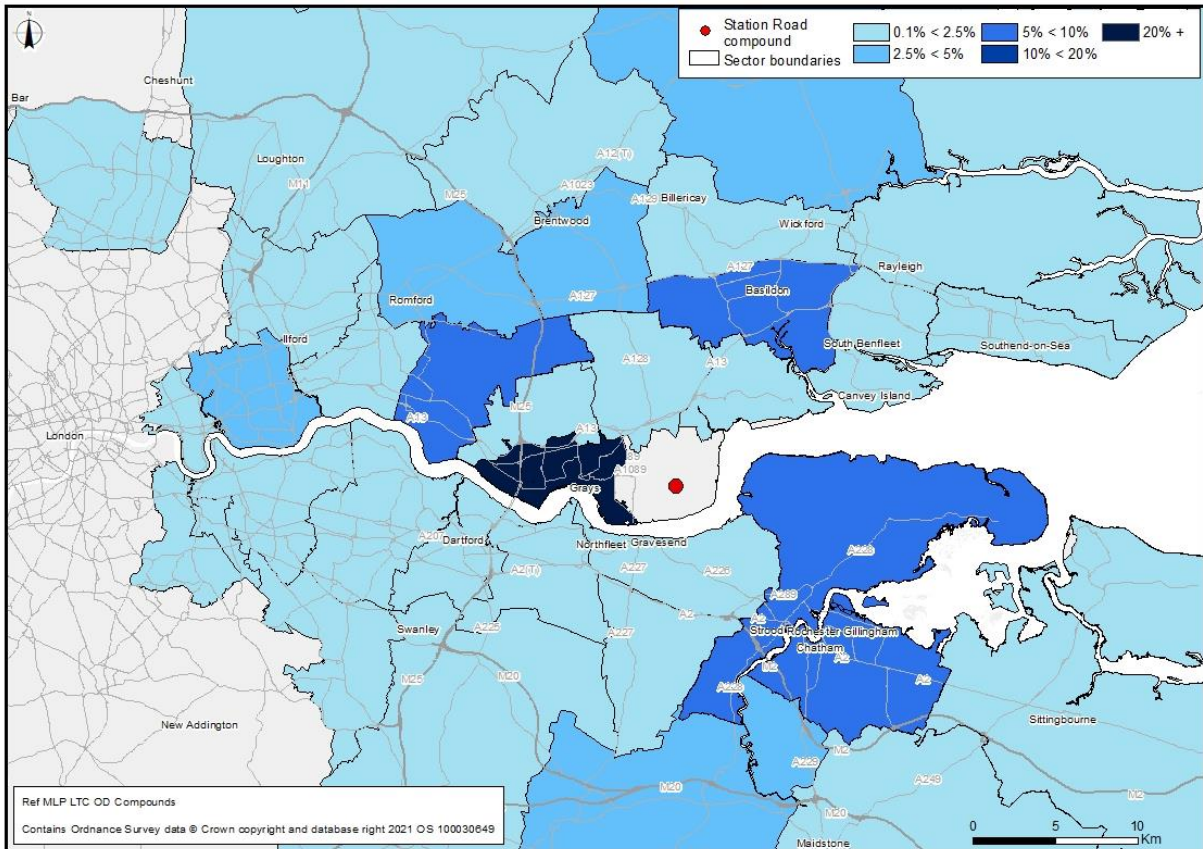 N
Station Road
compound
Sector boundaries
0.1% < 2.5%
2.5% < 5%
5% < 10%
10% < 20%
20% +
Cheshunt
Bar
Loughton
M11
M25
A12(T)
A1023
A129
Billericay
Brentwood
Wickford
A127
Rayleigh
Romford
A127
Basildon
Ilford
A128
A13
South Benfleet
Southend-on-Sea
Canvey Island
London
A13
M25
A13
A1089
Grays
Dartford
Northfleet
Gravesend
A207
A2(T)
A227
A226
A228
A289
A2
A2
Strood
Rochester
Gillingham
Chatham
A2
A2
M2
Swanley
A225
A227
M25
M20
A228
Sittingbourne
New Addington
A229
M2
A249
M20
M20
M2
Maidstone
Ref MLP LTC OD Compounds
Contains Ordnance Survey data © Crown copyright and database right 2021 OS 100030649
0
5
10
Km